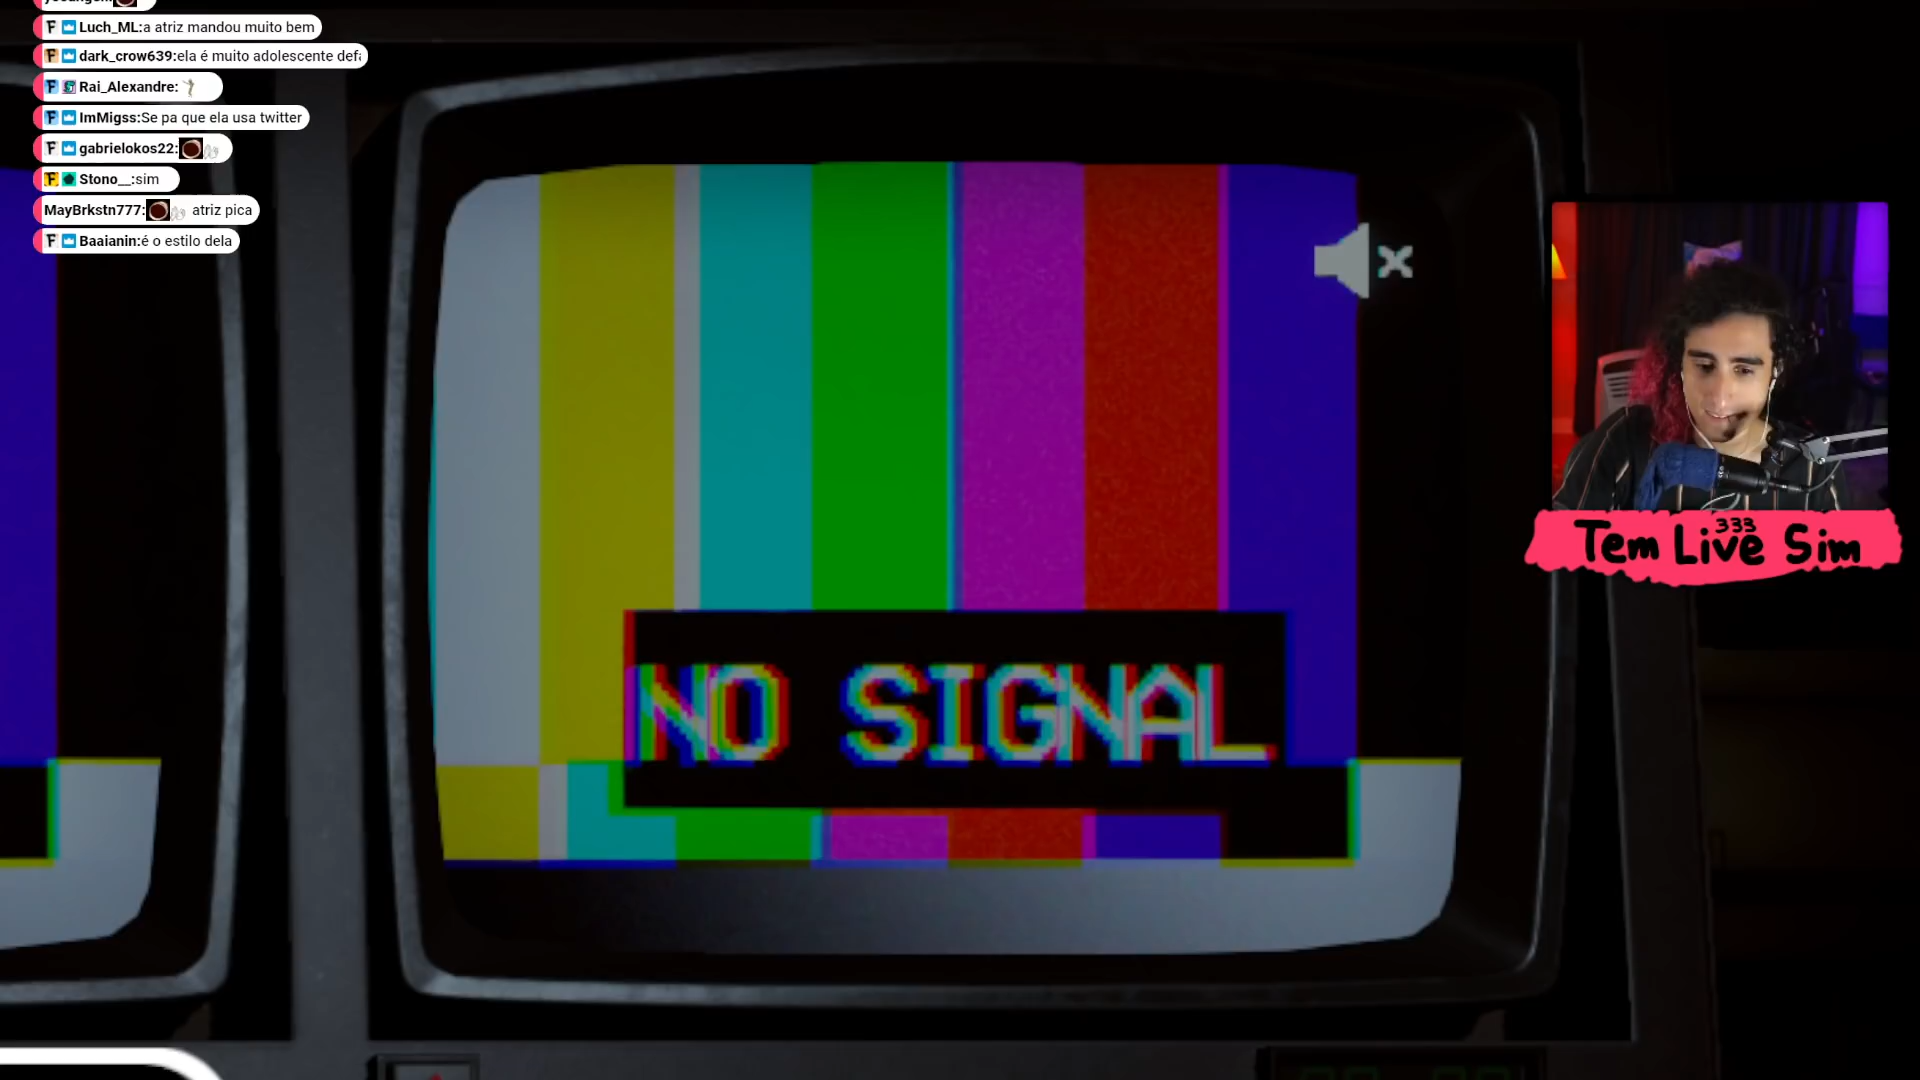 Luch_ML:a atriz mandou muito bem
dark_crow639:ela é muito adolescente defa
Rai_Alexandre:
ImMigss:Se pa que ela usa twitter
gabrielokos22:
Stono__:sim
MayBrkstn777: atriz pica
Baaianin:é o estilo dela
NO SIGNAL
333
Tem Live Sim